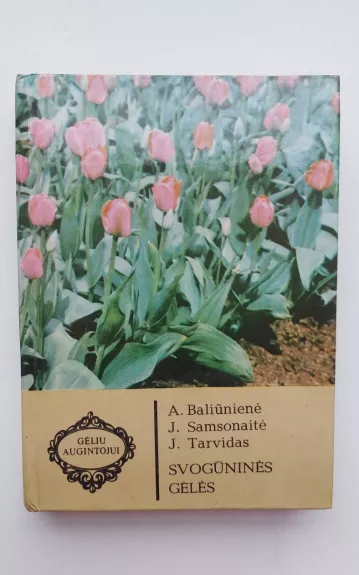 A. Baliūnienė
J. Samsonaitė
J. Tarvidas
SVOGŪNINĖS
GĖLĖS
GĖLIŲ
AUGINTOJUI